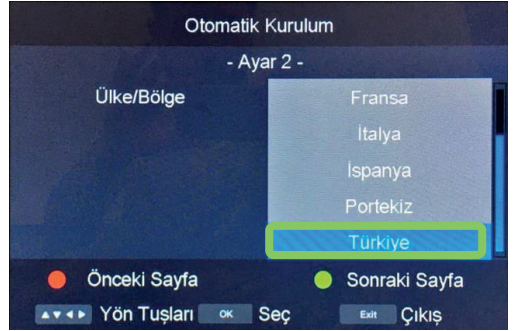 Otomatik Kurulum
- Ayar 2 -
Ülke/Bölge
Fransa
İtalya
İspanya
Portekiz
Türkiye
Önceki Sayfa
Sonraki Sayfa
Yön Tuşları OK Seç Exit Çıkış